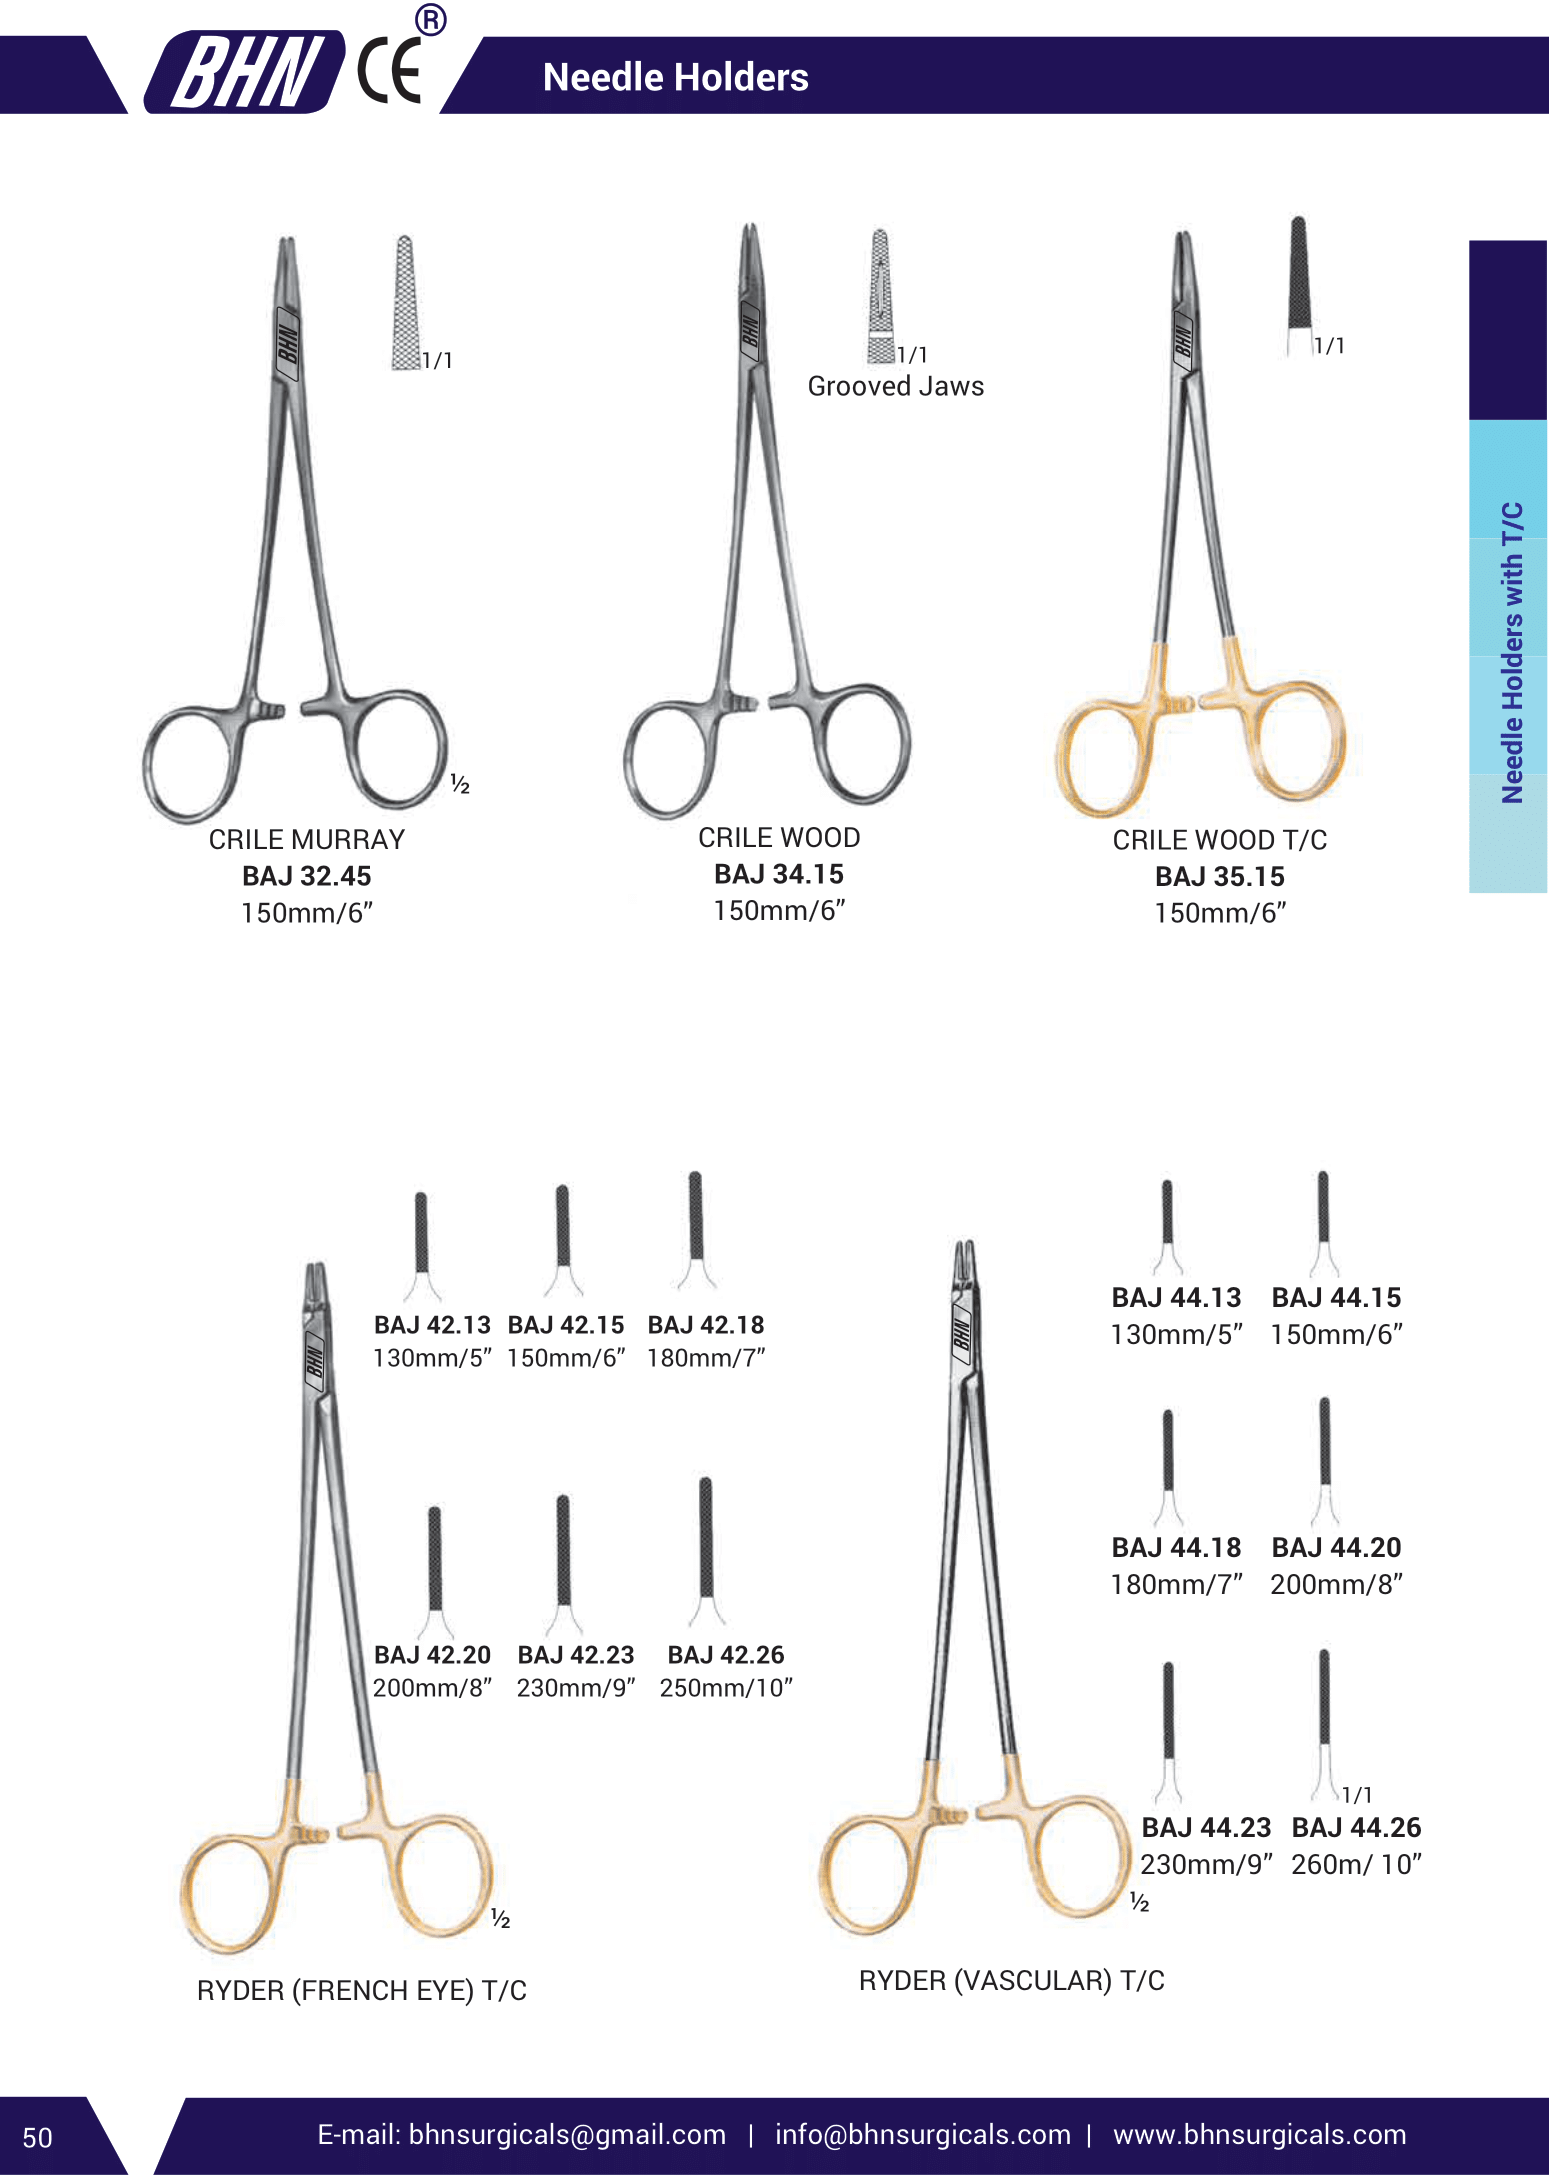 BHN CE ®
Needle Holders
BHN
1/1
BHN
1/1
Grooved Jaws
BHN
1/1
Needle Holders with T/C
½
CRILE MURRAY
BAJ 32.45
150mm/6”
CRILE WOOD
BAJ 34.15
150mm/6”
CRILE WOOD T/C
BAJ 35.15
150mm/6”
BHN
BAJ 42.13 BAJ 42.15 BAJ 42.18
130mm/5” 150mm/6” 180mm/7”
BAJ 42.20 BAJ 42.23 BAJ 42.26
200mm/8” 230mm/9” 250mm/10”
½
RYDER (FRENCH EYE) T/C
BHN
BAJ 44.13 BAJ 44.15
130mm/5” 150mm/6”
BAJ 44.18 BAJ 44.20
180mm/7” 200mm/8”
1/1
BAJ 44.23 BAJ 44.26
230mm/9” 260m/ 10”
½
RYDER (VASCULAR) T/C
50
E-mail: bhnsurgicals@gmail.com | info@bhnsurgicals.com | www.bhnsurgicals.com